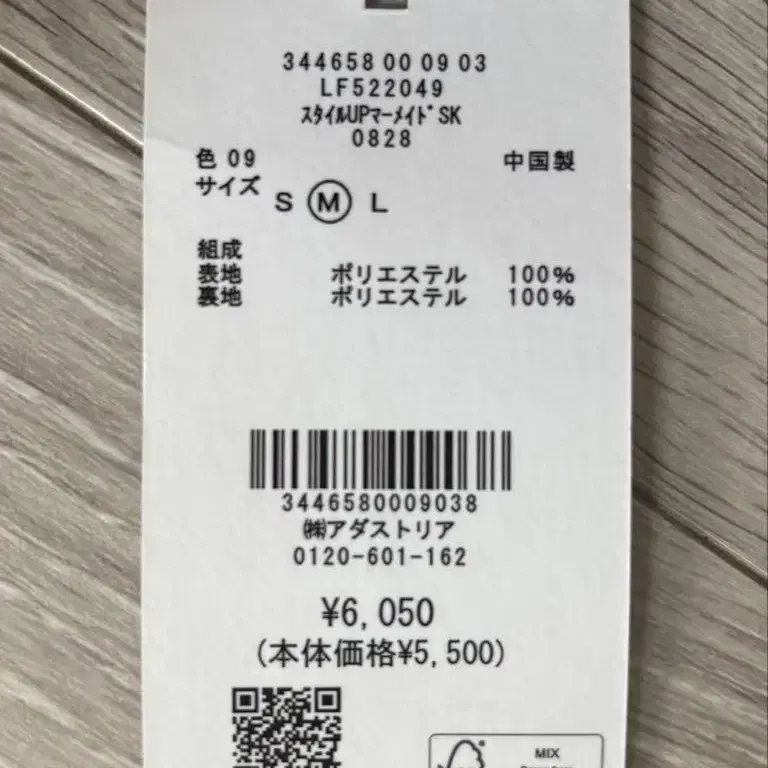 344658 00 09 03
LF522049
ｽﾀｲﾙUPﾏｰﾒｲﾄﾞSK
0828
色 09 中国製
サイズ S M L
組成
表地 ポリエステル 100%
裏地 ポリエステル 100%
3446580009038
㈱アダストリア
0120-601-162
¥6,050
(本体価格¥5,500)
MIX